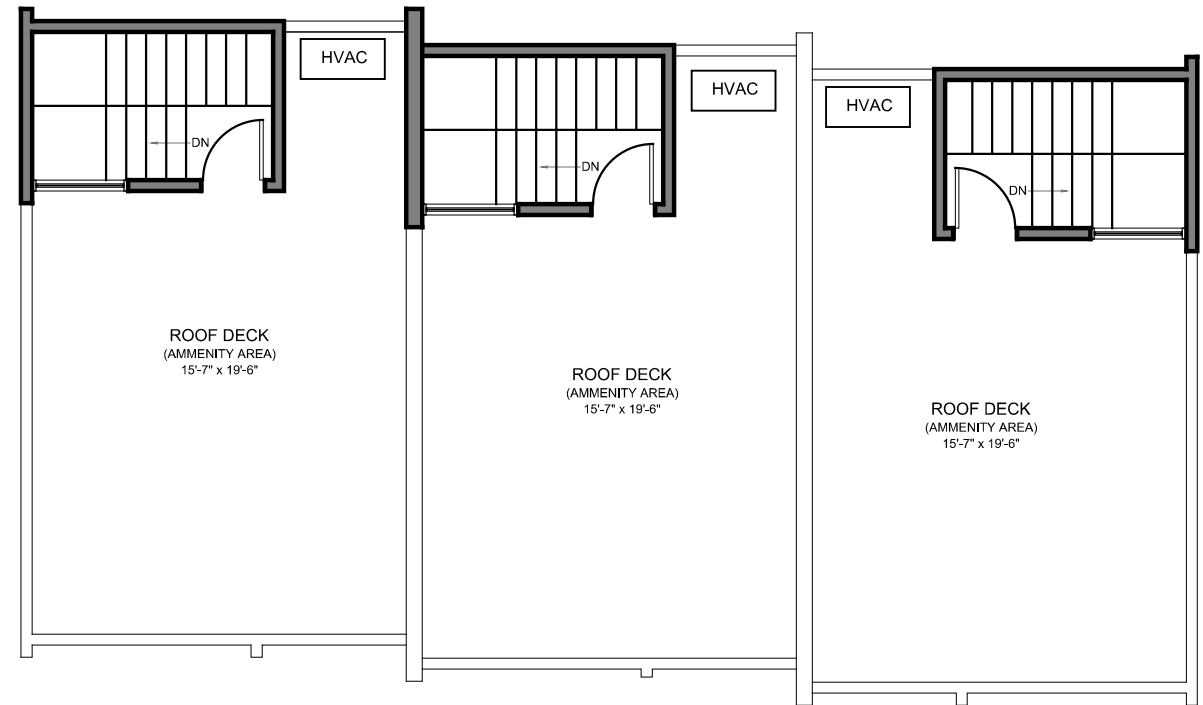 HVAC
DN
ROOF DECK
(AMMENITY AREA)
15'-7" x 19'-6"
HVAC
DN
ROOF DECK
(AMMENITY AREA)
15'-7" x 19'-6"
HVAC
DN
ROOF DECK
(AMMENITY AREA)
15'-7" x 19'-6"